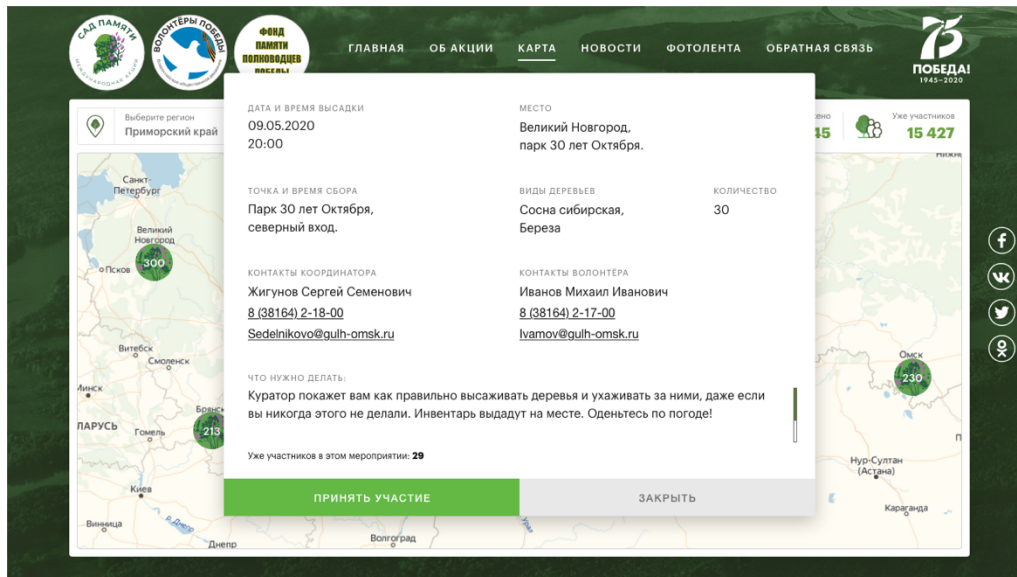 САД ПАМЯТИ
МЕЖДУНАРОДНАЯ АКЦИЯ
ВОЛОНТЁРЫ ПОБЕДЫ
ФОНД
ПАМЯТИ
ПОЛКОВОДЦЕВ
ПОБЕДЫ
ГЛАВНАЯ
ОБ АКЦИИ
КАРТА
НОВОСТИ
ФОТОЛЕНТА
ОБРАТНАЯ СВЯЗЬ
75
ПОБЕДА!
1945–2020
Выберите регион
Приморский край
ено
45
Уже участников
15 427
ДАТА И ВРЕМЯ ВЫСАДКИ
09.05.2020
20:00
МЕСТО
Великий Новгород,
парк 30 лет Октября.
ТОЧКА И ВРЕМЯ СБОРА
Парк 30 лет Октября,
северный вход.
ВИДЫ ДЕРЕВЬЕВ
Сосна сибирская,
Береза
КОЛИЧЕСТВО
30
КОНТАКТЫ КООРДИНАТОРА
Жигунов Сергей Семенович
8 (38164) 2-18-00
Sedelnikovo@gulh-omsk.ru
КОНТАКТЫ ВОЛОНТЁРА
Иванов Михаил Иванович
8 (38164) 2-17-00
Ivamov@gulh-omsk.ru
ЧТО НУЖНО ДЕЛАТЬ:
Куратор покажет вам как правильно высаживать деревья и ухаживать за ними, даже если
вы никогда этого не делали. Инвентарь выдадут на месте. Оденьтесь по погоде!
Уже участников в этом мероприятии: 29
ПРИНЯТЬ УЧАСТИЕ
ЗАКРЫТЬ
Санкт-
Петербург
Великий
Новгород
300
Псков
Витебск
Смоленск
Минск
Брянск
ЛАРУСЬ
Гомель
213
Киев
Винница
р. Днепр
Днепр
Волгоград
Урал
Омск
230
Нур-Султан
(Астана)
Караганда
П